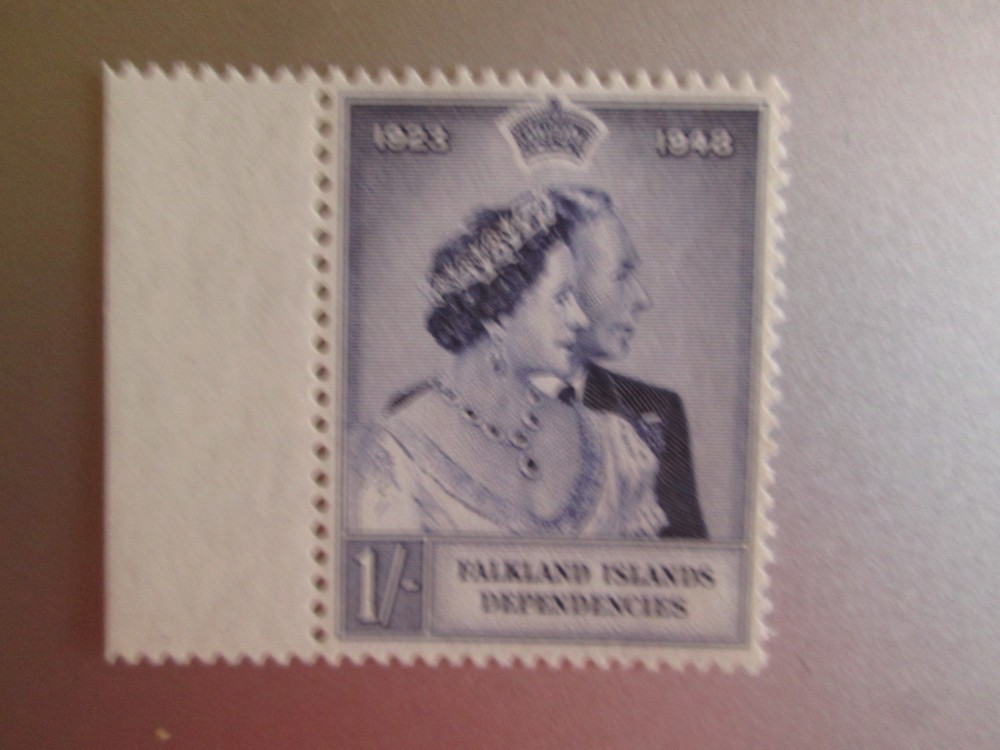 1923 1948
1/-
FALKLAND ISLANDS
DEPENDENCIES